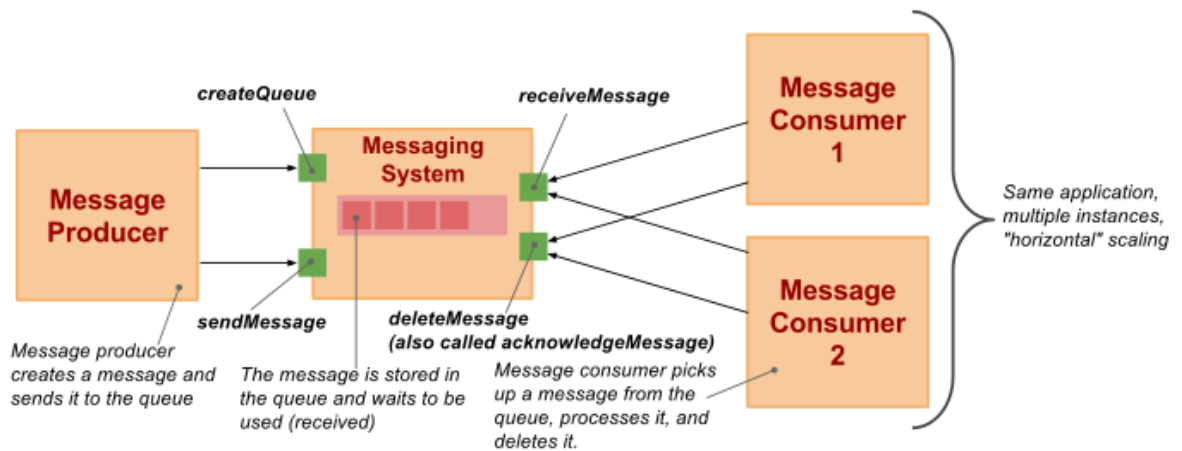 createQueue
receiveMessage
Message
Producer
Messaging
System
Message
Consumer
1
Message
Consumer
2
Same application,
multiple instances,
"horizontal" scaling
sendMessage
deleteMessage
(also called acknowledgeMessage)
Message producer
creates a message and
sends it to the queue
The message is stored in
the queue and waits to be
used (received)
Message consumer picks
up a message from the
queue, processes it, and
deletes it.